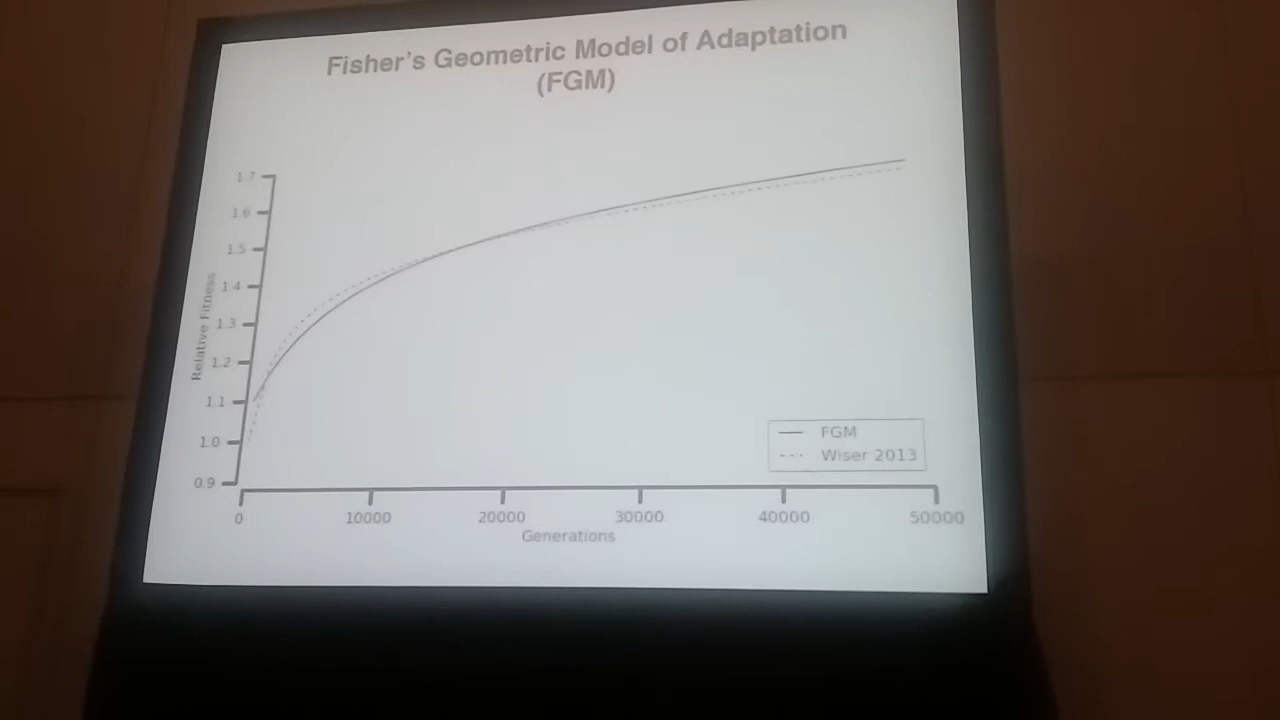 Fisher's Geometric Model of Adaptation
(FGM)
1.7
1.6
1.5
1.4
1.3
1.2
1.1
1.0
0.9
Relative Fitness
FGM
Wiser 2013
0 10000 20000 30000 40000 50000
Generations